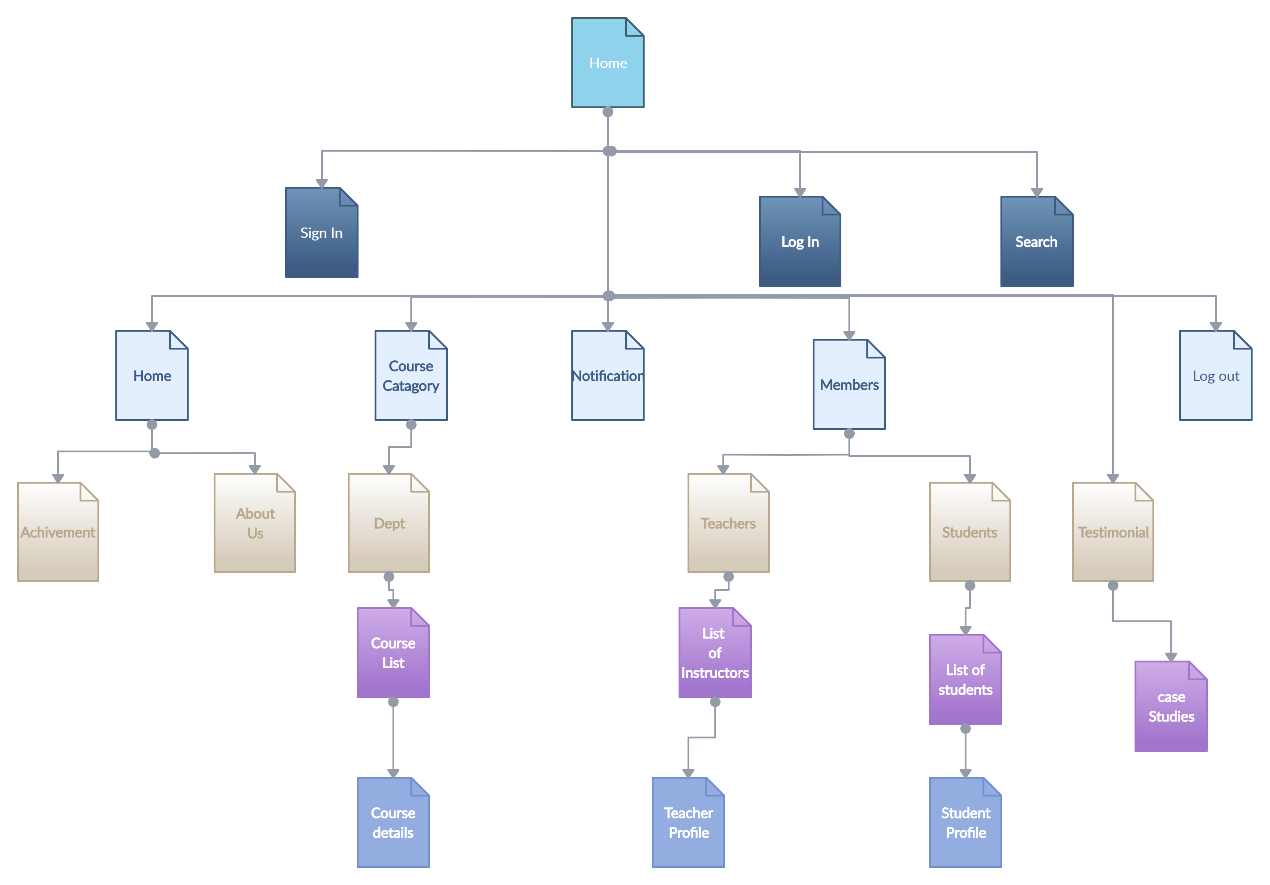 Home
Sign In
Log In
Search
Home
Course
Catagory
Notification
Members
Log out
Achivement
About
Us
Dept
Teachers
Students
Testimonial
Course
List
List
of
Instructors
List of
students
case
Studies
Course
details
Teacher
Profile
Student
Profile